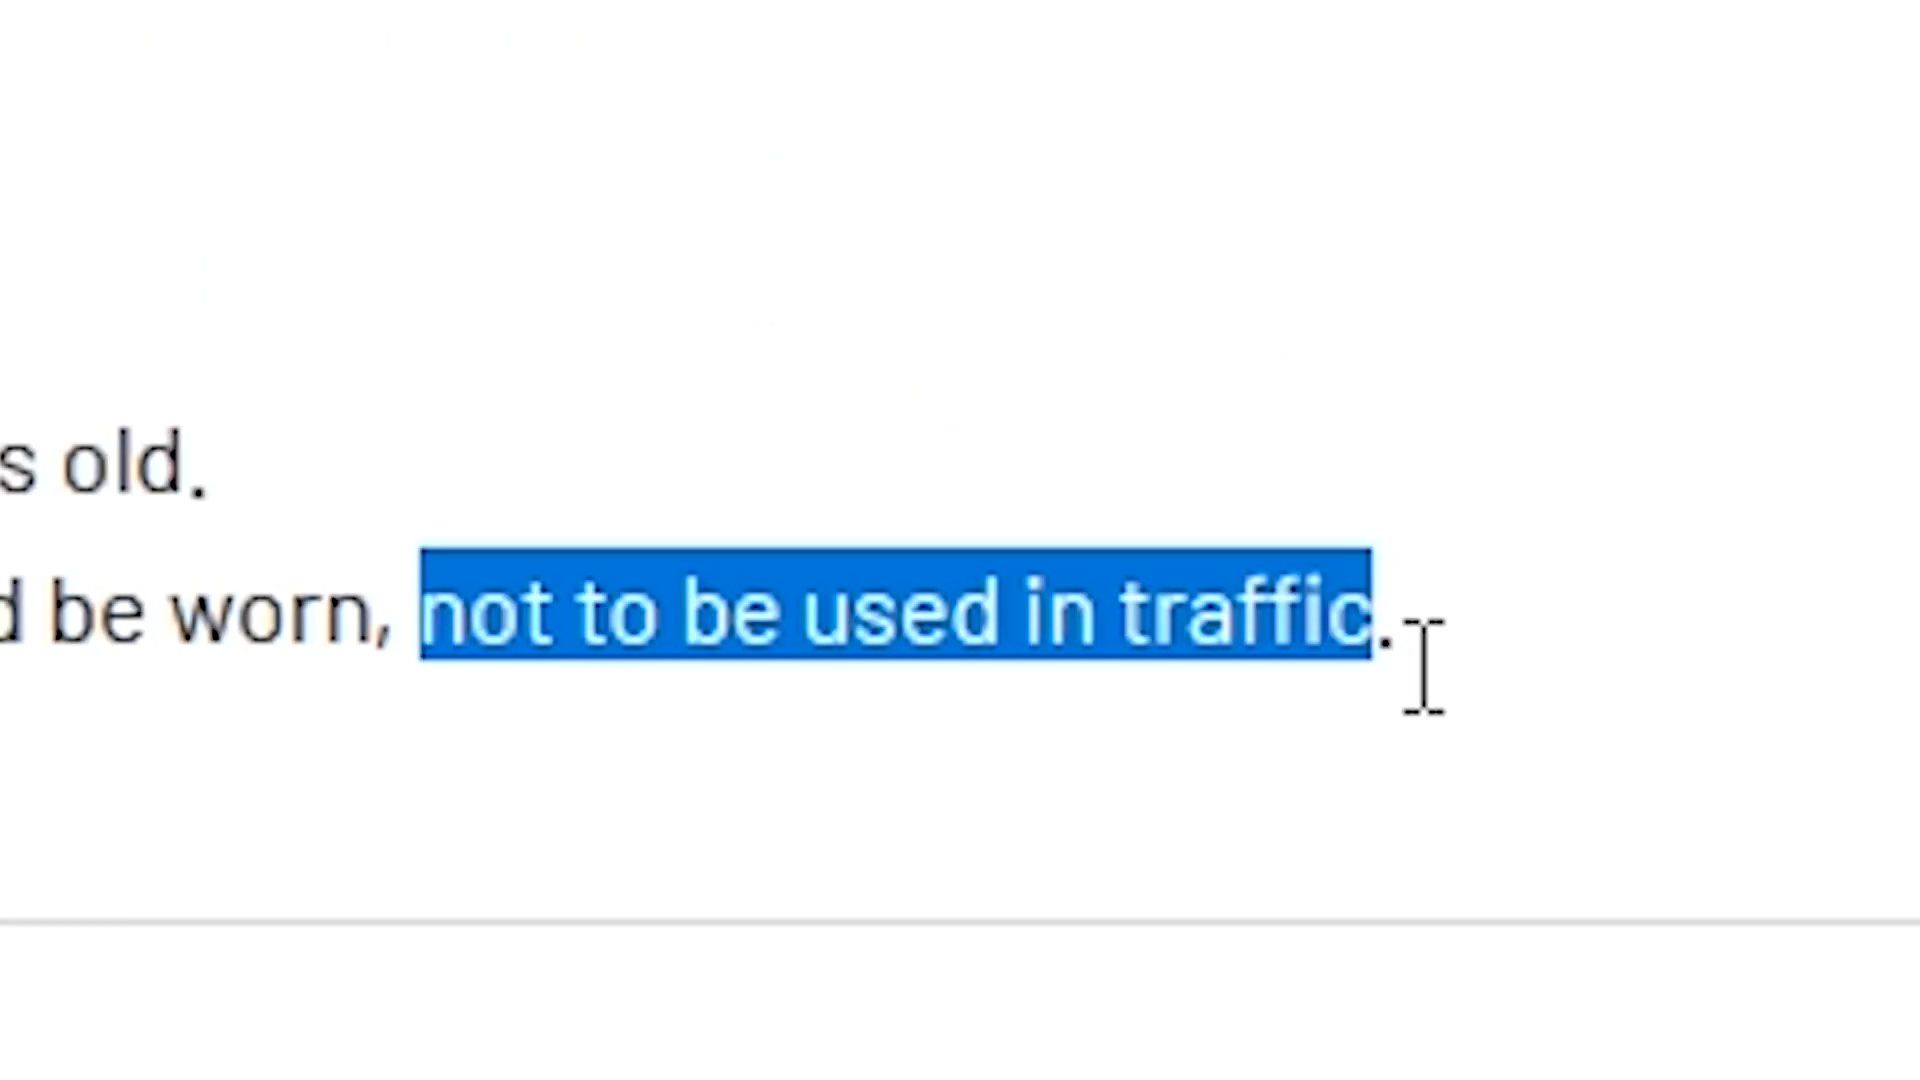 s old.
d be worn, not to be used in traffic.